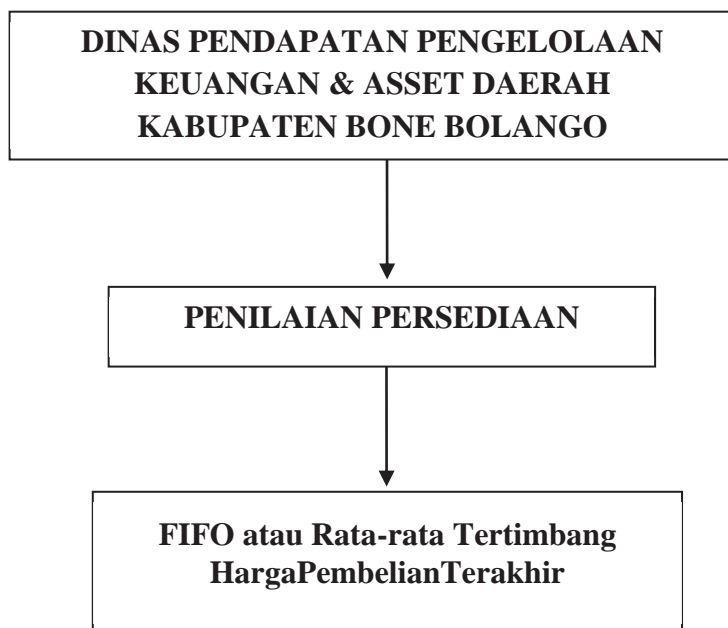 DINAS PENDAPATAN PENGELOLAAN
KEUANGAN & ASSET DAERAH
KABUPATEN BONE BOLANGO
PENILAIAN PERSEDIAAN
FIFO atau Rata-rata Tertimbang
HargaPembelianTerakhir